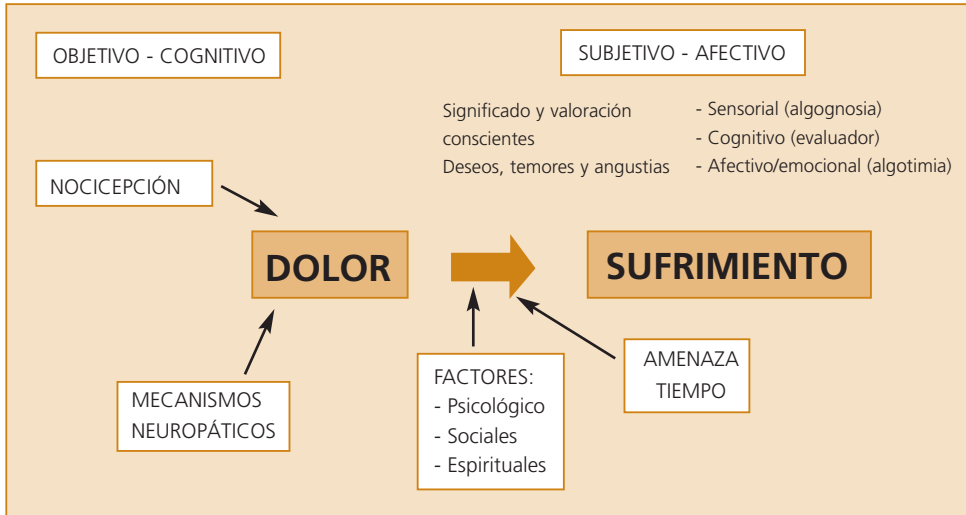 OBJETIVO - COGNITIVO
SUBJETIVO - AFECTIVO
Significado y valoración
conscientes
Deseos, temores y angustias
- Sensorial (algognosia)
- Cognitivo (evaluador)
- Afectivo/emocional (algotimia)
NOCICEPCIÓN
DOLOR
SUFRIMIENTO
MECANISMOS
NEUROPÁTICOS
FACTORES:
- Psicológico
- Sociales
- Espirituales
AMENAZA
TIEMPO